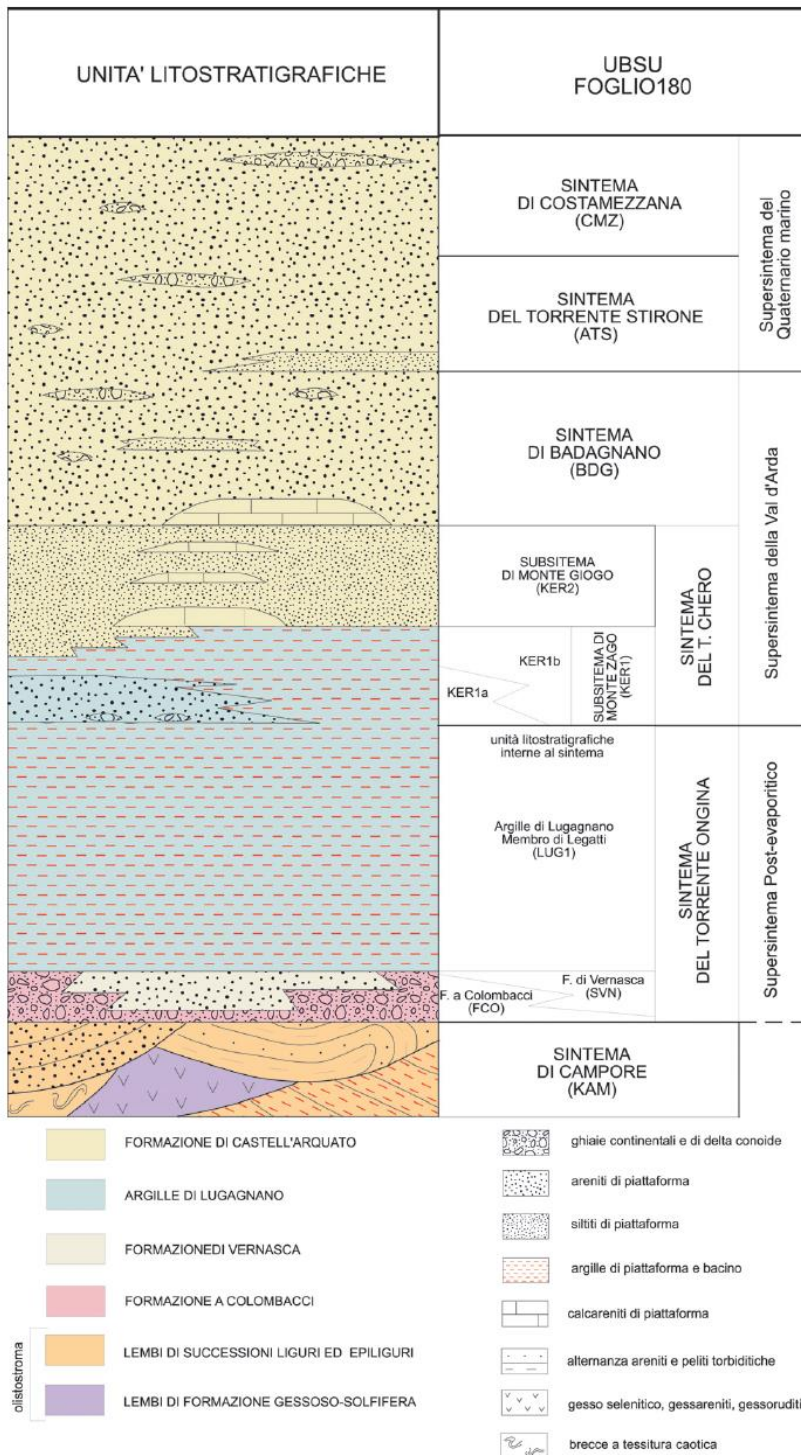 UNITA' LITOSTRATIGRAFICHE
UBSU
FOGLIO180
SINTEMA
DI COSTAMEZZANA
(CMZ)
Supersintema del
Quaternario marino
SINTEMA
DEL TORRENTE STIRONE
(ATS)
SINTEMA
DI BADAGNANO
(BDG)
Supersintema della Val d'Arda
SUBSITEMA
DI MONTE GIOGO
(KER2)
SINTEMA
DEL T. CHERO
KER1b
KER1a
SUBSITEMA DI
MONTE ZAGO
(KER1)
unità litostratigrafiche
interne al sintema
Argille di Lugagnano
Membro di Legatti
(LUG1)
SINTEMA
DEL TORRENTE ONGINA
Supersintema Post-evaporitico
F. di Vernasca
(SVN)
F. a Colombacci
(FCO)
SINTEMA
DI CAMPORE
(KAM)
FORMAZIONE DI CASTELL'ARQUATO
ARGILLE DI LUGAGNANO
FORMAZIONEDI VERNASCA
FORMAZIONE A COLOMBACCI
olistostroma
LEMBI DI SUCCESSIONI LIGURI ED EPILIGURI
LEMBI DI FORMAZIONE GESSOSO-SOLFIFERA
ghiaie continentali e di delta conoide
areniti di piattaforma
siltiti di piattaforma
argille di piattaforma e bacino
calcareniti di piattaforma
alternanza areniti e peliti torbiditiche
gesso selenitico, gessareniti, gessoruditi
brecce a tessitura caotica